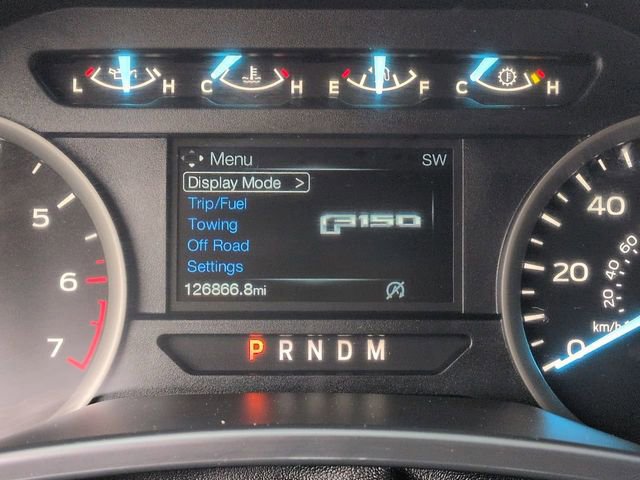 L H C H E F C H
Menu SW
Display Mode >
Trip/Fuel
Towing
F150
Off Road
Settings
126866.8mi
5
6
7
40
20
0
60
40
20
km/h
P R N D M